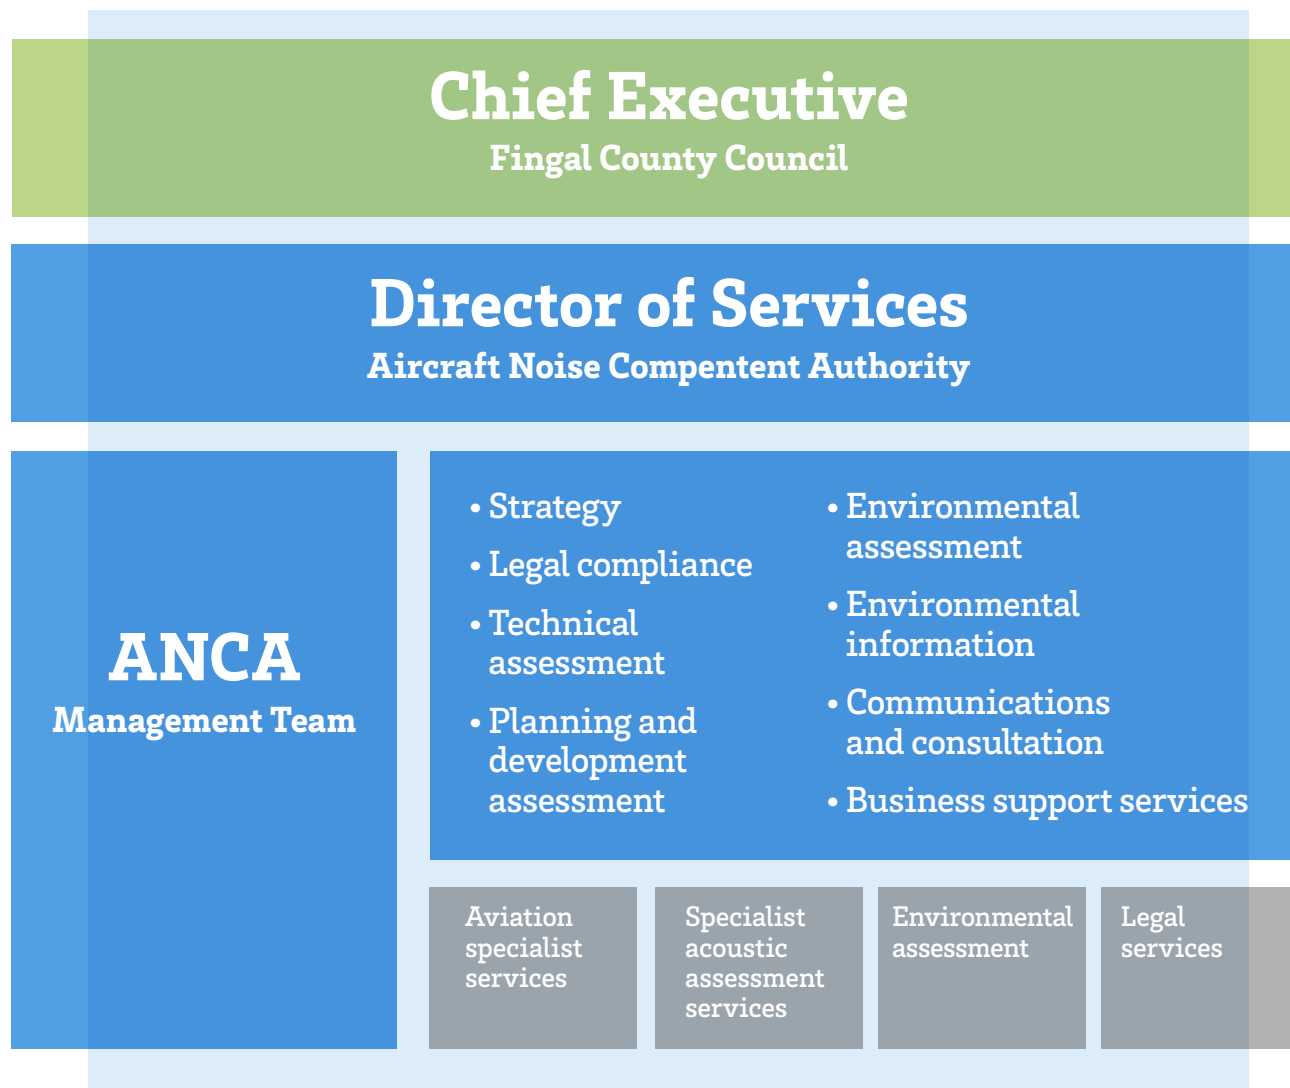 Chief Executive
Fingal County Council
Director of Services
Aircraft Noise Compentent Authority
ANCA
Management Team
• Strategy
• Legal compliance
• Technical
assessment
• Planning and
development
assessment
• Environmental
assessment
• Environmental
information
• Communications
and consultation
• Business support services
Aviation
specialist
services
Specialist
acoustic
assessment
services
Environmental
assessment
Legal
services